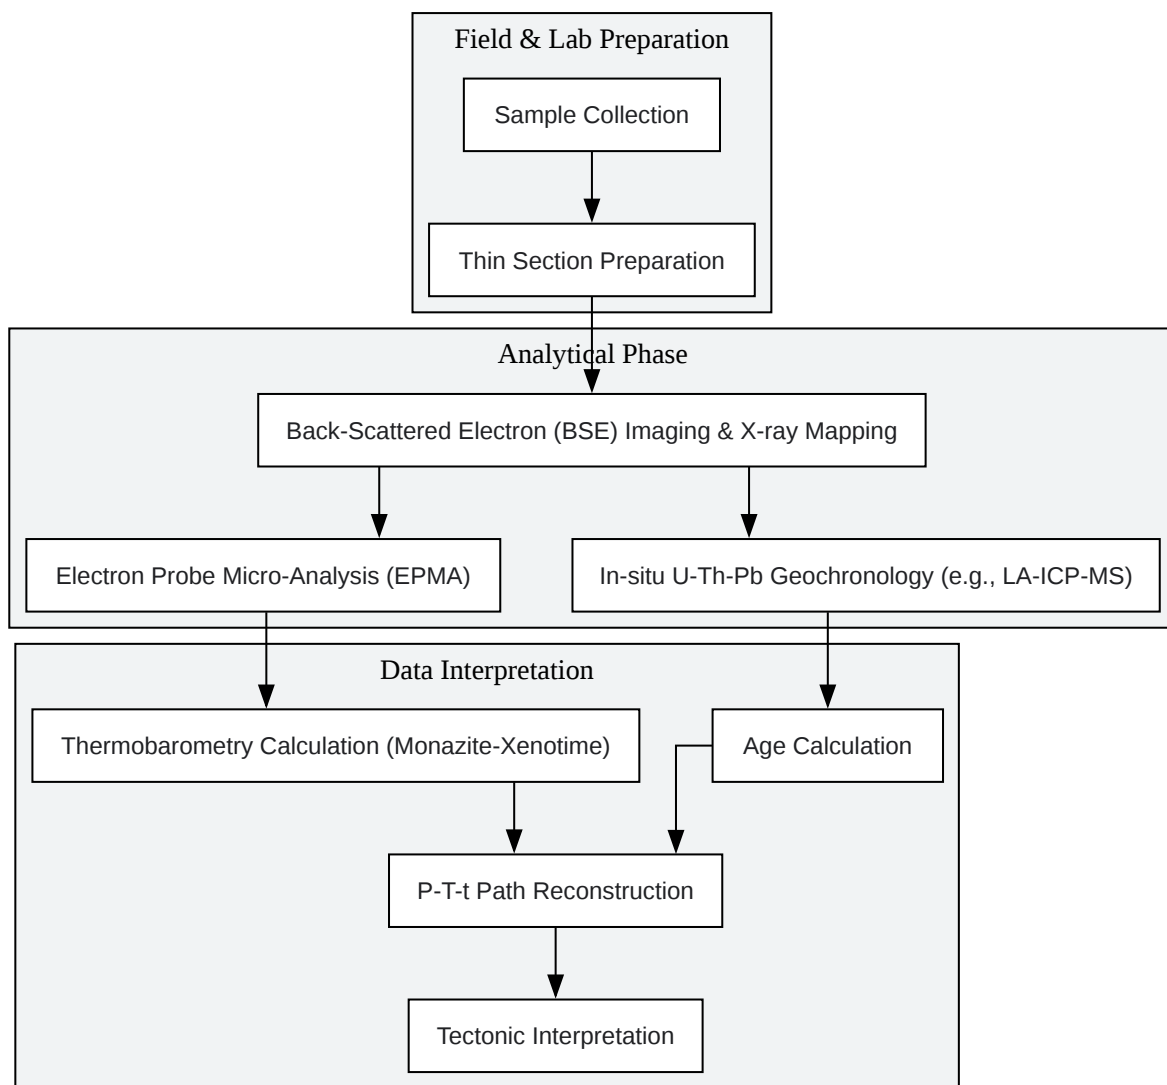 Field & Lab Preparation
Sample Collection
Thin Section Preparation
Analytical Phase
Back-Scattered Electron (BSE) Imaging & X-ray Mapping
Electron Probe Micro-Analysis (EPMA)
In-situ U-Th-Pb Geochronology (e.g., LA-ICP-MS)
Data Interpretation
Thermobarometry Calculation (Monazite-Xenotime)
Age Calculation
P-T-t Path Reconstruction
Tectonic Interpretation